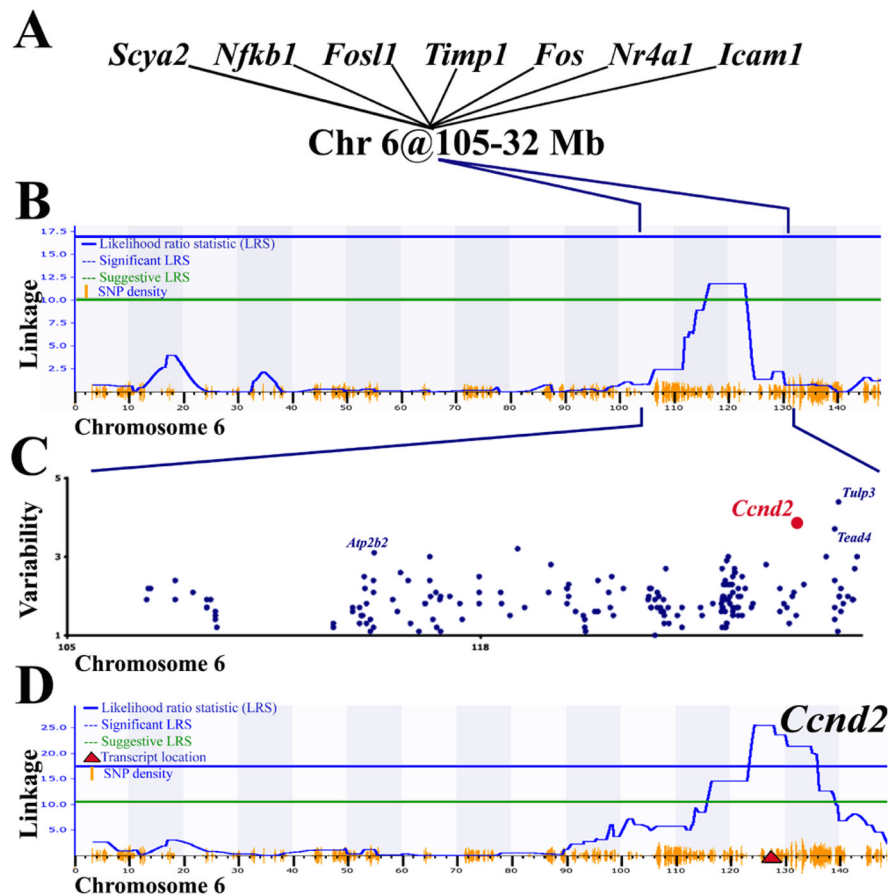 A
Scya2 Nfkb1 Fosl1 Timp1 Fos Nr4a1 Icam1
Chr 6@105-32 Mb
B
17.5
15.0
12.5
10.0
7.5
5.0
2.5
Linkage
Likelihood ratio statistic (LRS)
Significant LRS
Suggestive LRS
SNP density
0 10 20 30 40 50 60 70 80 90 100 110 120 130 140
Chromosome 6
C
5
3
1
Variability
Tulp3
Ccnd2
Tead4
Atp2b2
105 118
Chromosome 6
D
Ccnd2
25.0
20.0
15.0
10.0
5.0
Linkage
Likelihood ratio statistic (LRS)
Significant LRS
Suggestive LRS
Transcript location
SNP density
0 10 20 30 40 50 60 70 80 90 100 110 120 130 140
Chromosome 6